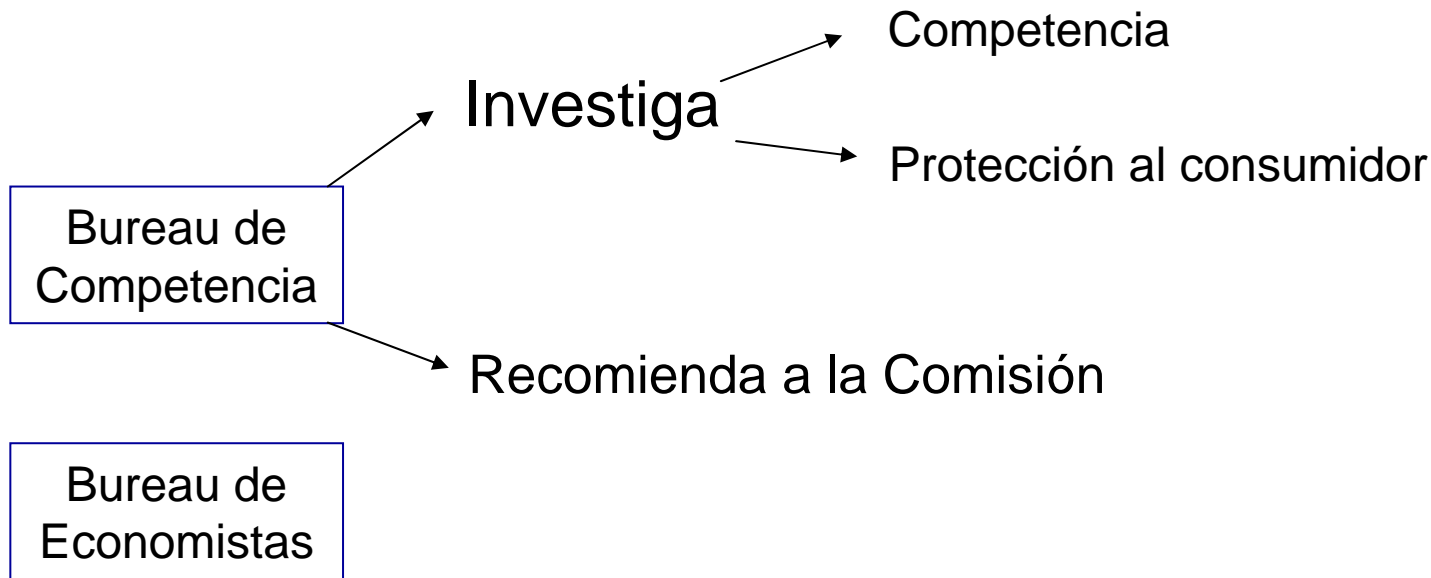 Competencia
Investiga
Protección al consumidor
Bureau de
Competencia
Recomienda a la Comisión
Bureau de
Economistas